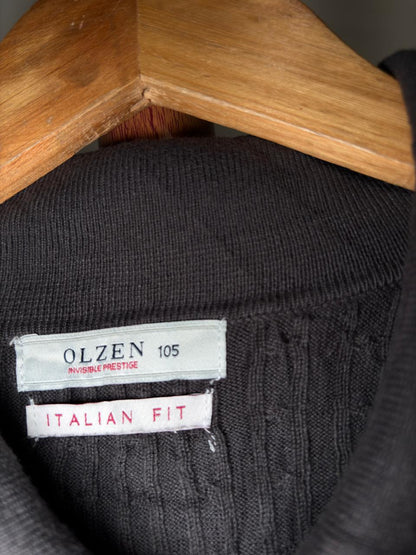 OLZEN 105
INVISIBLE PRESTIGE
ITALIAN FIT